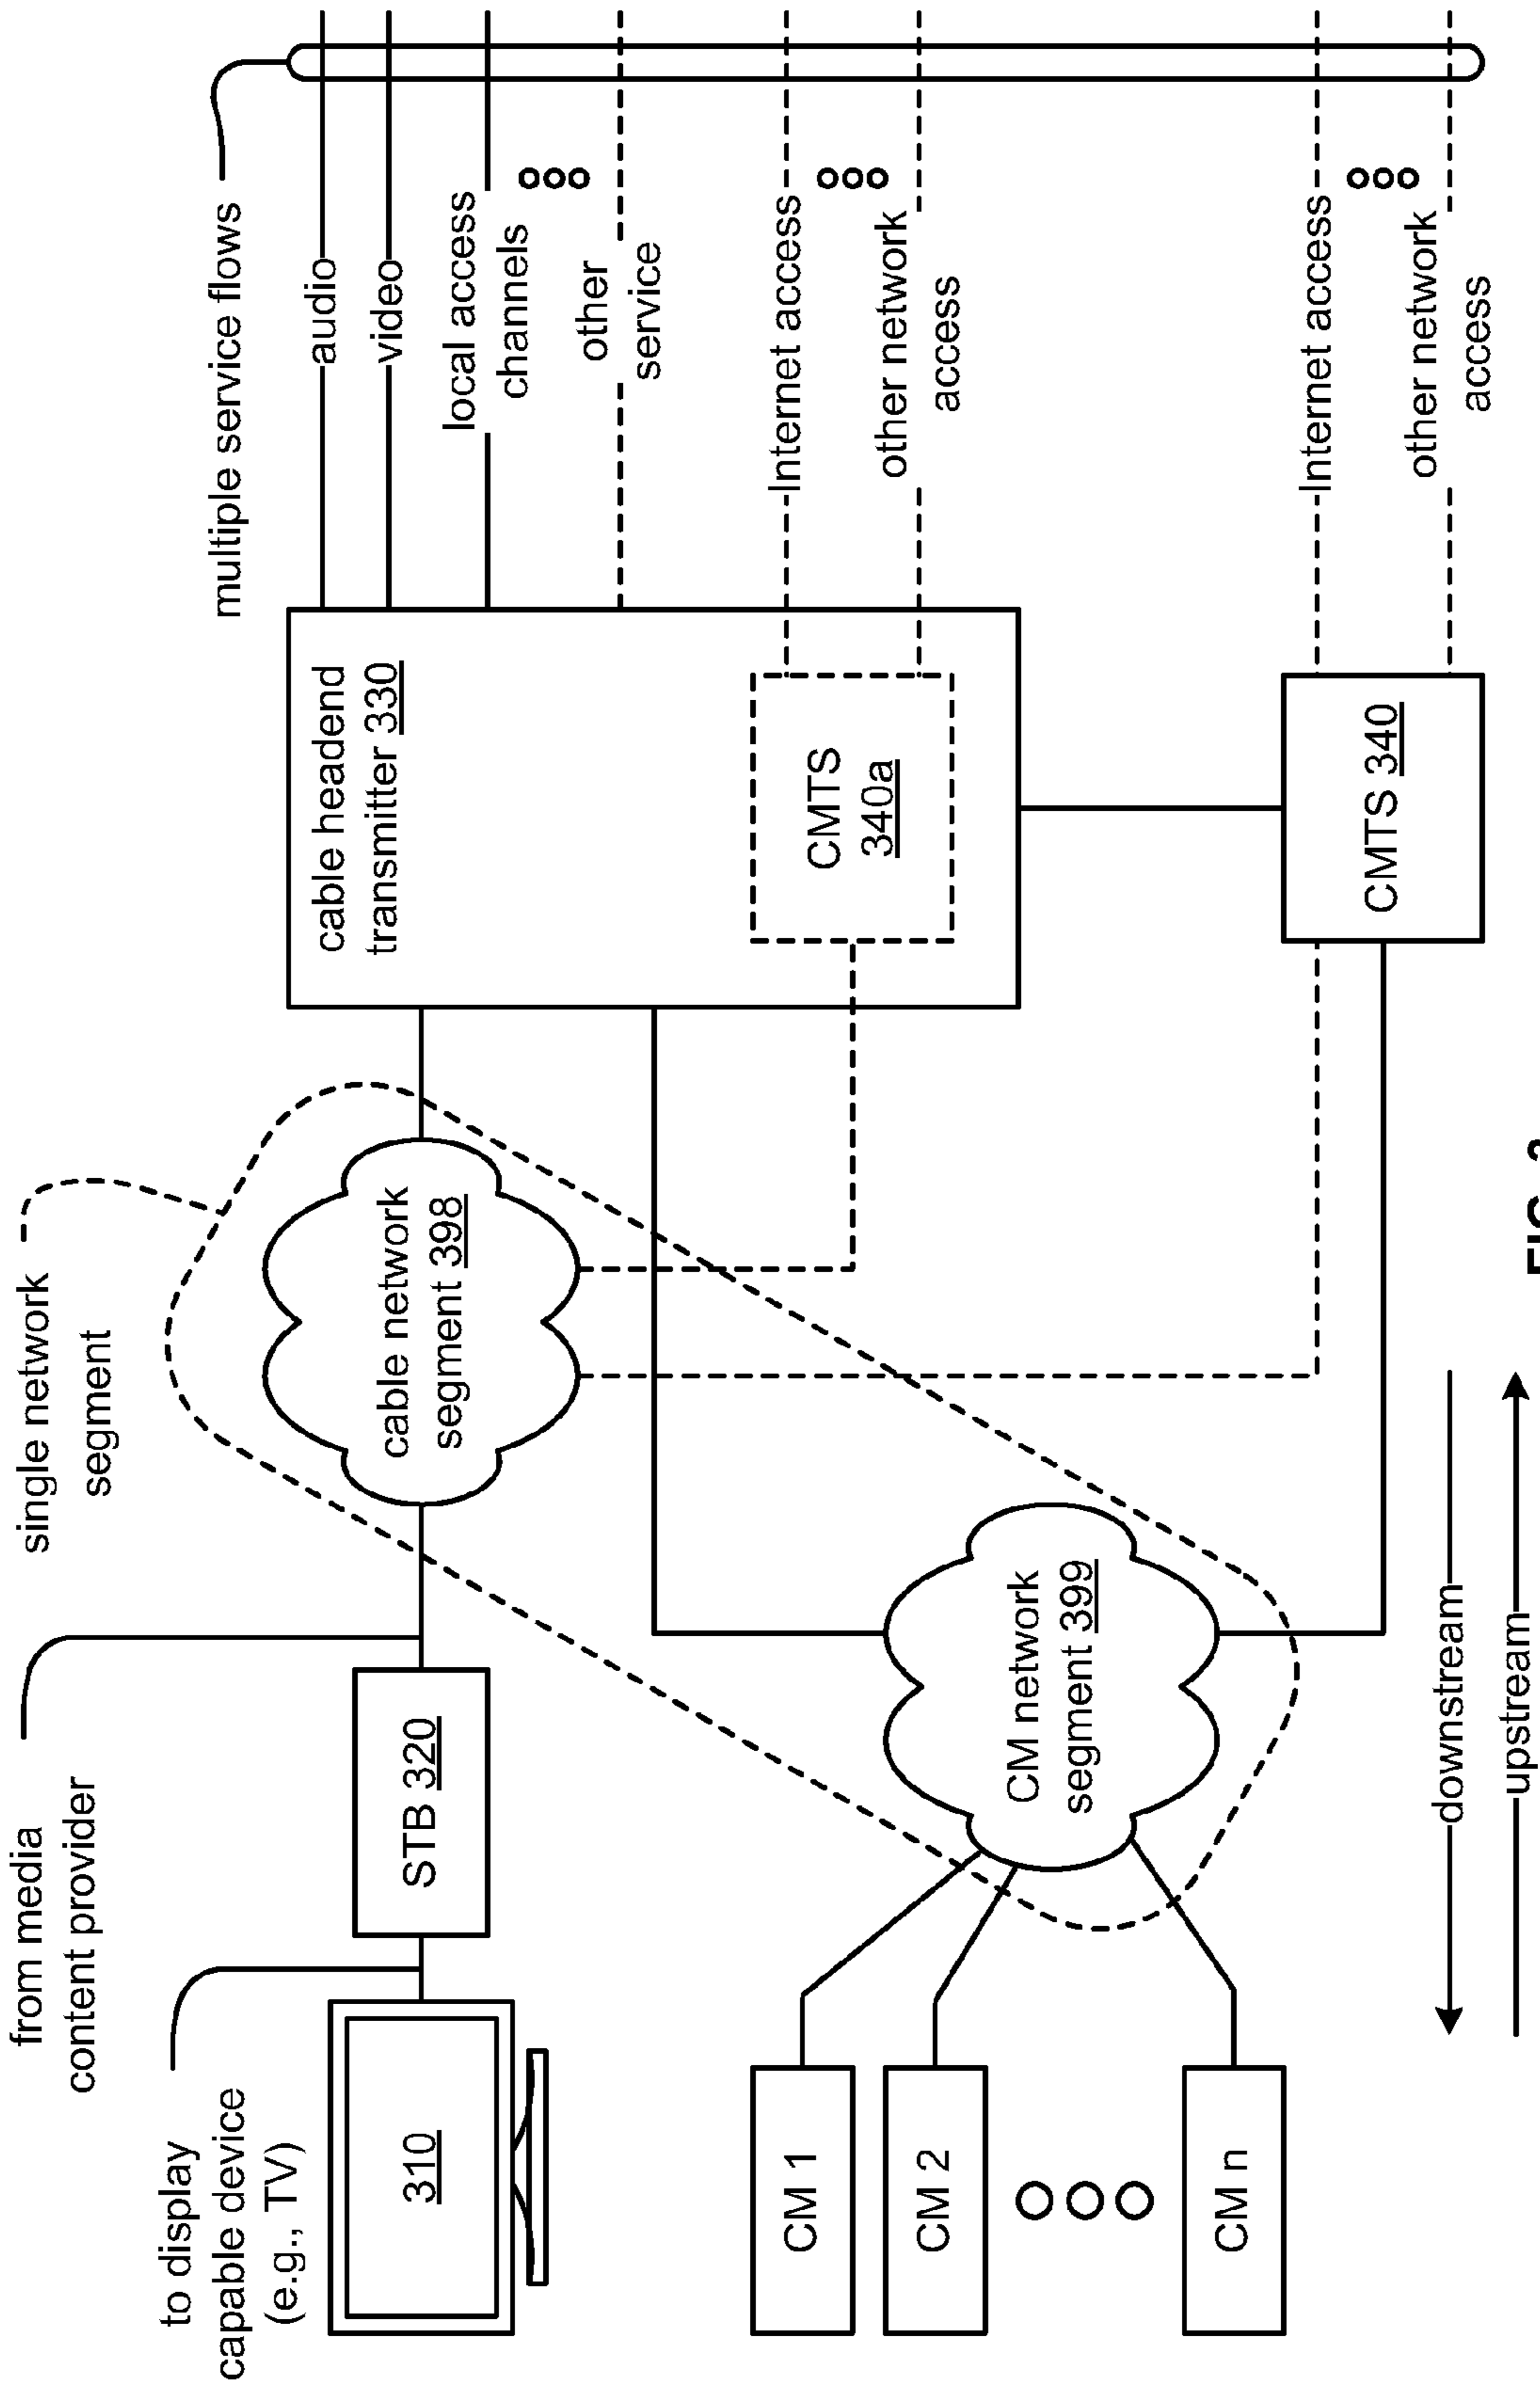 to display
capable device
(e.g., TV)
from media
content provider
single network
segment
multiple service flows
310
STB 320
cable network
segment 398
cable headend
transmitter 330
audio
video
local access
channels
other
service
CMTS
340a
Internet access
other network
access
CM 1
CM 2
CM n
CM network
segment 399
CMTS 340
Internet access
other network
access
downstream
upstream